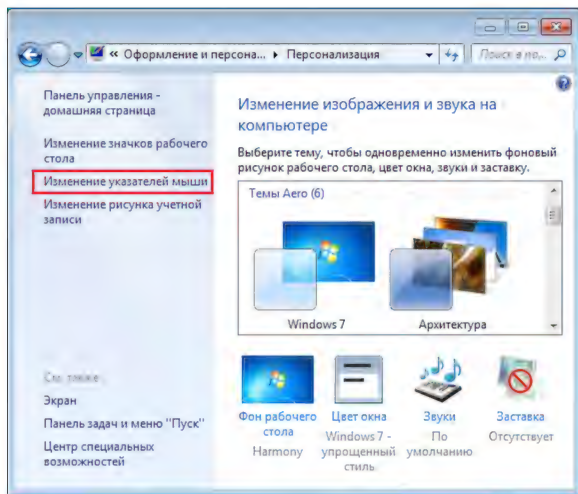 « Оформление и персона... ▸ Персонализация
Поиск в па...
Панель управления -
домашняя страница
Изменение значков рабочего
стола
Изменение указателей мыши
Изменение рисунка учетной
записи
См. также
Экран
Панель задач и меню "Пуск"
Центр специальных
возможностей
Изменение изображения и звука на
компьютере
Выберите тему, чтобы одновременно изменить фоновый
рисунок рабочего стола, цвет окна, звуки и заставку.
Темы Aero (6)
Windows 7
Архитектура
Фон рабочего
стола
Harmony
Цвет окна
Windows 7 -
упрощенный
стиль
Звуки
По
умолчанию
Заставка
Отсутствует